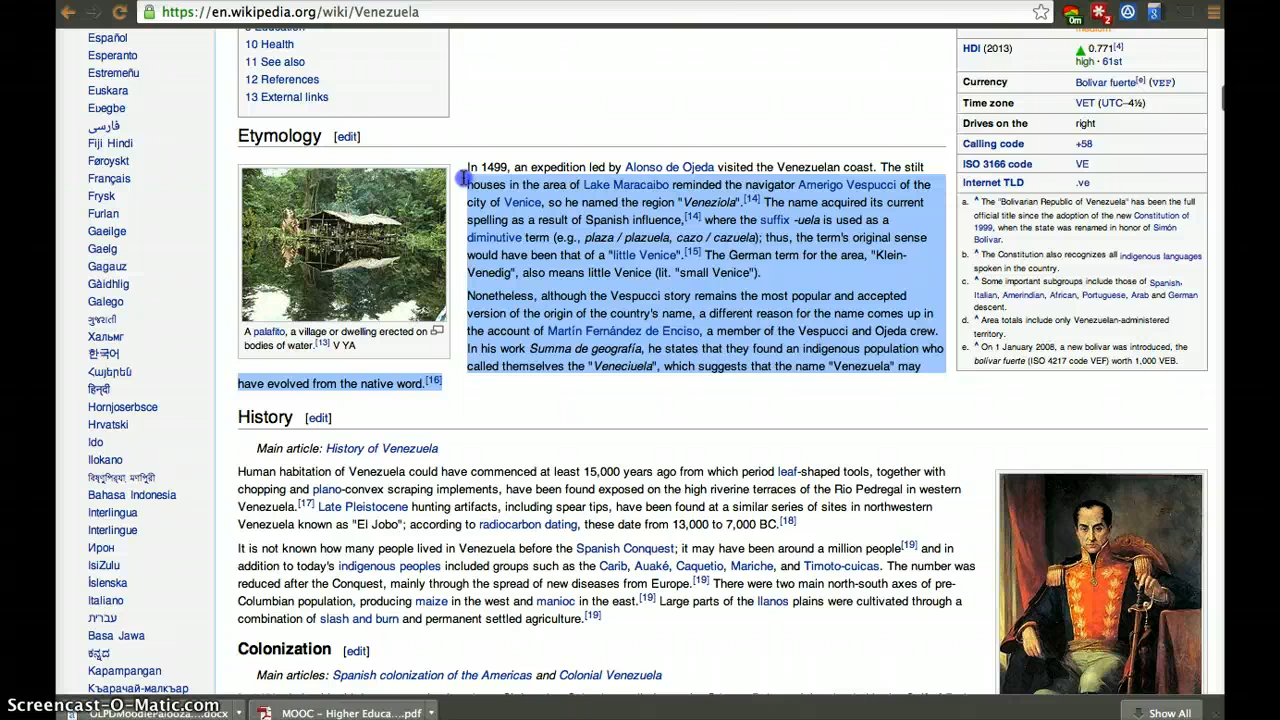 https://en.wikipedia.org/wiki/Venezuela
0m
2
8
Español
Esperanto
Estremeñu
Euskara
Eʋegbe
فارسی
Fiji Hindi
Føroyskt
Français
Frysk
Furlan
Gaeilge
Gaelg
Gagauz
Gàidhlig
Galego
ગુજરાતી
Хальмг
한국어
Հայերեն
हिन्दी
Hornjoserbsce
Hrvatski
Ido
Ilokano
বিষ্ণুপ্রিয়া মণিপুরী
Bahasa Indonesia
Interlingua
Interlingue
Ирон
IsiZulu
Íslenska
Italiano
עברית
Basa Jawa
ಕನ್ನಡ
Kapampangan
Къарачай-малкъар
10 Health
11 See also
12 References
13 External links
Etymology [edit]
A palafito, a village or dwelling erected on
bodies of water.[13] V YA
In 1499, an expedition led by Alonso de Ojeda visited the Venezuelan coast. The stilt
houses in the area of Lake Maracaibo reminded the navigator Amerigo Vespucci of the
city of Venice, so he named the region "Veneziola".[14] The name acquired its current
spelling as a result of Spanish influence,[14] where the suffix -uela is used as a
diminutive term (e.g., plaza / plazuela, cazo / cazuela); thus, the term's original sense
would have been that of a "little Venice".[15] The German term for the area, "Klein-
Venedig", also means little Venice (lit. "small Venice").
Nonetheless, although the Vespucci story remains the most popular and accepted
version of the origin of the country's name, a different reason for the name comes up in
the account of Martín Fernández de Enciso, a member of the Vespucci and Ojeda crew.
In his work Summa de geografía, he states that they found an indigenous population who
called themselves the "Veneciuela", which suggests that the name "Venezuela" may
have evolved from the native word.[16]
History [edit]
Main article: History of Venezuela
Human habitation of Venezuela could have commenced at least 15,000 years ago from which period leaf-shaped tools, together with
chopping and plano-convex scraping implements, have been found exposed on the high riverine terraces of the Rio Pedregal in western
Venezuela.[17] Late Pleistocene hunting artifacts, including spear tips, have been found at a similar series of sites in northwestern
Venezuela known as "El Jobo"; according to radiocarbon dating, these date from 13,000 to 7,000 BC.[18]
It is not known how many people lived in Venezuela before the Spanish Conquest; it may have been around a million people[19] and in
addition to today's indigenous peoples included groups such as the Carib, Auaké, Caquetio, Mariche, and Timoto-cuicas. The number was
reduced after the Conquest, mainly through the spread of new diseases from Europe.[19] There were two main north-south axes of pre-
Columbian population, producing maize in the west and manioc in the east.[19] Large parts of the llanos plains were cultivated through a
combination of slash and burn and permanent settled agriculture.[19]
Colonization [edit]
Main articles: Spanish colonization of the Americas and Colonial Venezuela
medium
HDI (2013) 0.771[4]
high · 61st
Currency Bolívar fuerte[e] (VEF)
Time zone VET (UTC–4½)
Drives on the right
Calling code +58
ISO 3166 code VE
Internet TLD .ve
a. ^ The "Bolivarian Republic of Venezuela" has been the full
official title since the adoption of the new Constitution of
1999, when the state was renamed in honor of Simón
Bolívar.
b. ^ The Constitution also recognizes all indigenous languages
spoken in the country.
c. ^ Some important subgroups include those of Spanish,
Italian, Amerindian, African, Portuguese, Arab and German
descent.
d. ^ Area totals include only Venezuelan-administered
territory.
e. ^ On 1 January 2008, a new bolivar was introduced, the
bolívar fuerte (ISO 4217 code VEF) worth 1,000 VEB.
Screencast-O-Matic.com
OLPDMoodlePalooza....docx
MOOC – Higher Educa....pdf
Show All